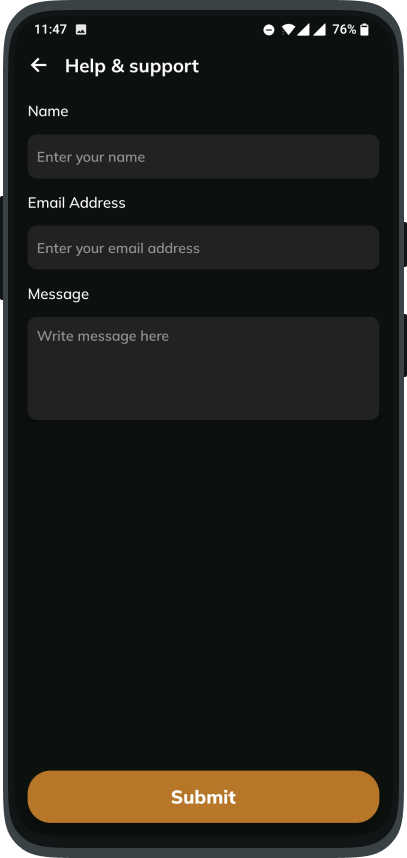 11:47 76%
Help & support
Name
Enter your name
Email Address
Enter your email address
Message
Write message here
Submit